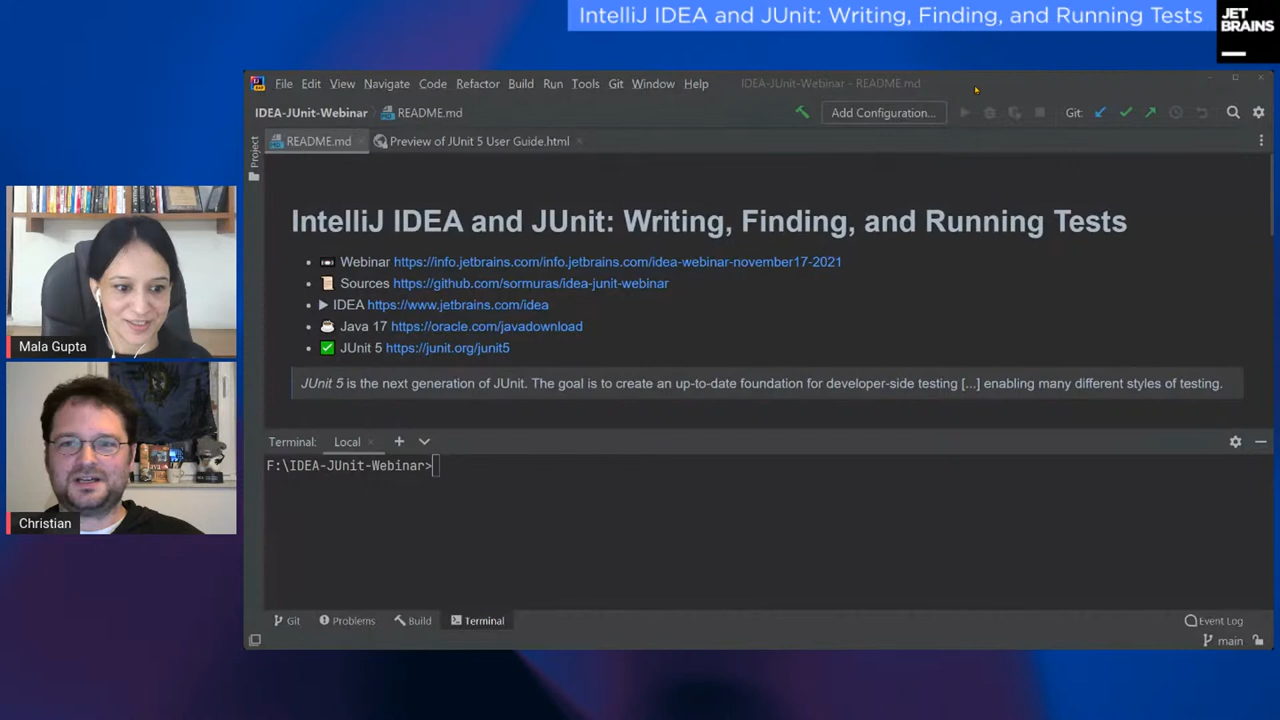 IntelliJ IDEA and JUnit: Writing, Finding, and Running Tests
JET
BRAINS
File Edit View Navigate Code Refactor Build Run Tools Git Window Help IDEA-JUnit-Webinar - README.md
IDEA-JUnit-Webinar README.md Add Configuration... Git:
Project
README.md Preview of JUnit 5 User Guide.html
IntelliJ IDEA and JUnit: Writing, Finding, and Running Tests
Webinar https://info.jetbrains.com/info.jetbrains.com/idea-webinar-november17-2021
Sources https://github.com/sormuras/idea-junit-webinar
IDEA https://www.jetbrains.com/idea
Java 17 https://oracle.com/javadownload
JUnit 5 https://junit.org/junit5
JUnit 5 is the next generation of JUnit. The goal is to create an up-to-date foundation for developer-side testing [...] enabling many different styles of testing.
Mala Gupta
Terminal: Local
F:\IDEA-JUnit-Webinar>
Christian
Git Problems Build Terminal Event Log
main